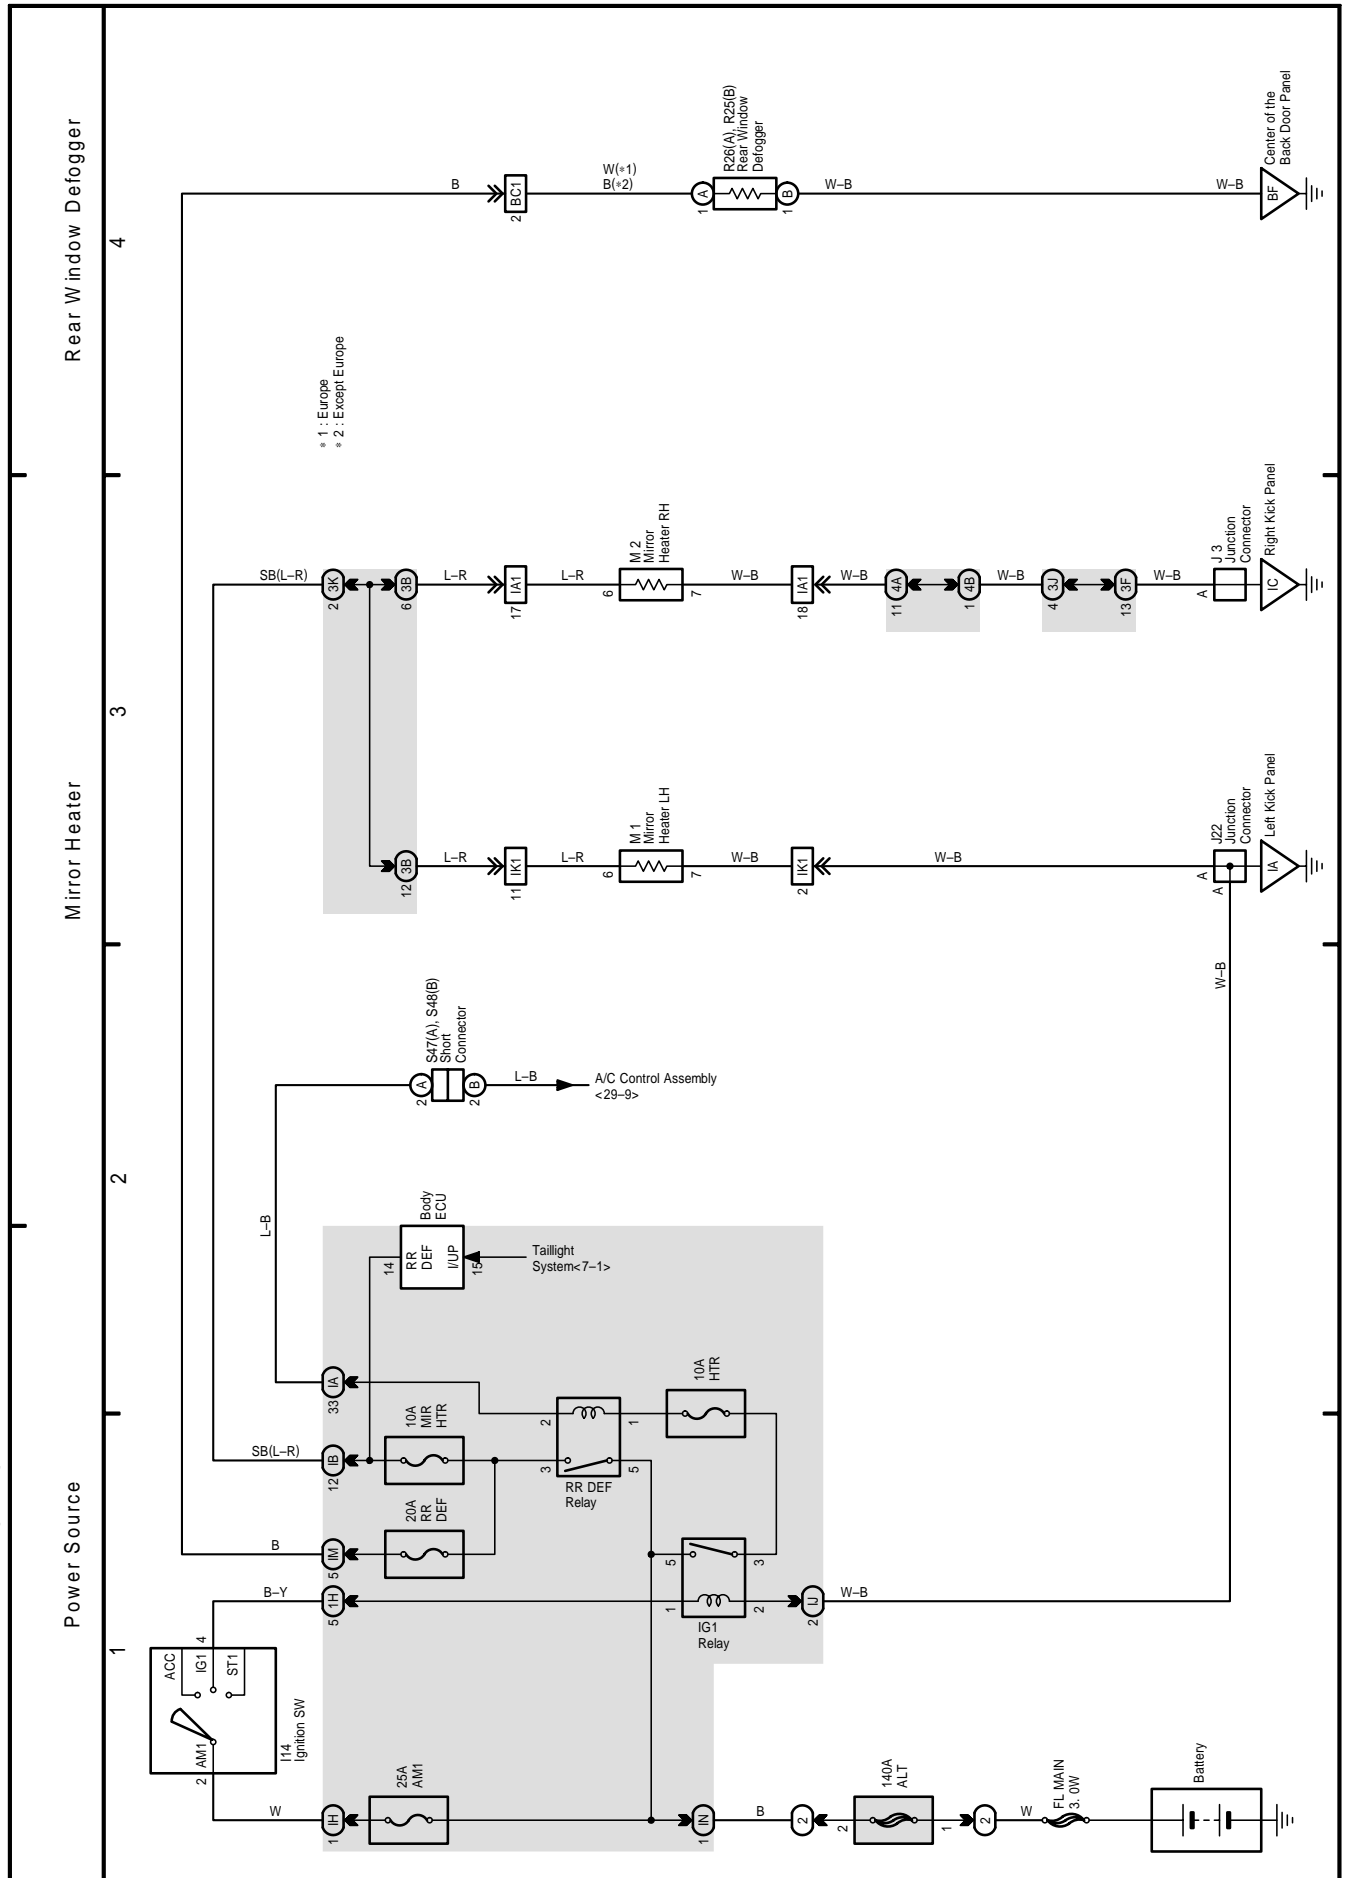 Power Source
Mirror Heater
Rear Window Defogger
1
2
3
4
ACC
IG1
ST1
AM1
4
2
I14
Ignition SW
W
B–Y
B
SB(L–R)
L–B
1 IH
5 1H
5 IM
12 IB
33 IA
25A
AM1
20A
RR
DEF
10A
MIR
HTR
14
RR
DEF
I/UP
15
Body
ECU
Taillight
System<7–1>
3
5
2
1
RR DEF
Relay
10A
HTR
5
3
1
2
IG1
Relay
2 IJ
W–B
W–B
1 IN
B
2
2
140A
ALT
1
2
W
FL MAIN
3. 0W
Battery
2 A
S47(A), S48(B)
Short
Connector
2 B
L–B
A/C Control Assembly
<29–9>
SB(L–R)
2 3K
6 3B
12 3B
L–R
11 IK1
L–R
6
M 1
Mirror
Heater LH
7
W–B
2 IK1
W–B
A
A
J22
Junction
Connector
IA
Left Kick Panel
L–R
17 IA1
L–R
6
M 2
Mirror
Heater RH
7
W–B
18 IA1
W–B
11 4A
1 4B
W–B
4 3J
13 3F
W–B
A
J 3
Junction
Connector
IC
Right Kick Panel
* 1 : Europe
* 2 : Except Europe
B
2 BC1
W(*1)
B(*2)
1 A
R26(A), R25(B)
Rear Window
Defogger
1 B
W–B
W–B
BF
Center of the
Back Door Panel